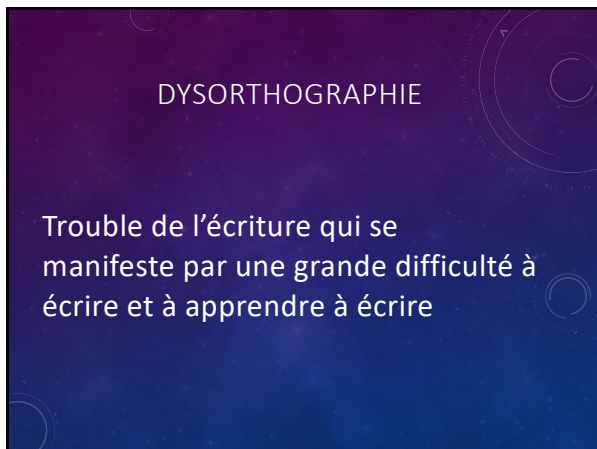 DYSORTHOGRAPHIE
Trouble de l’écriture qui se
manifeste par une grande difficulté à
écrire et à apprendre à écrire